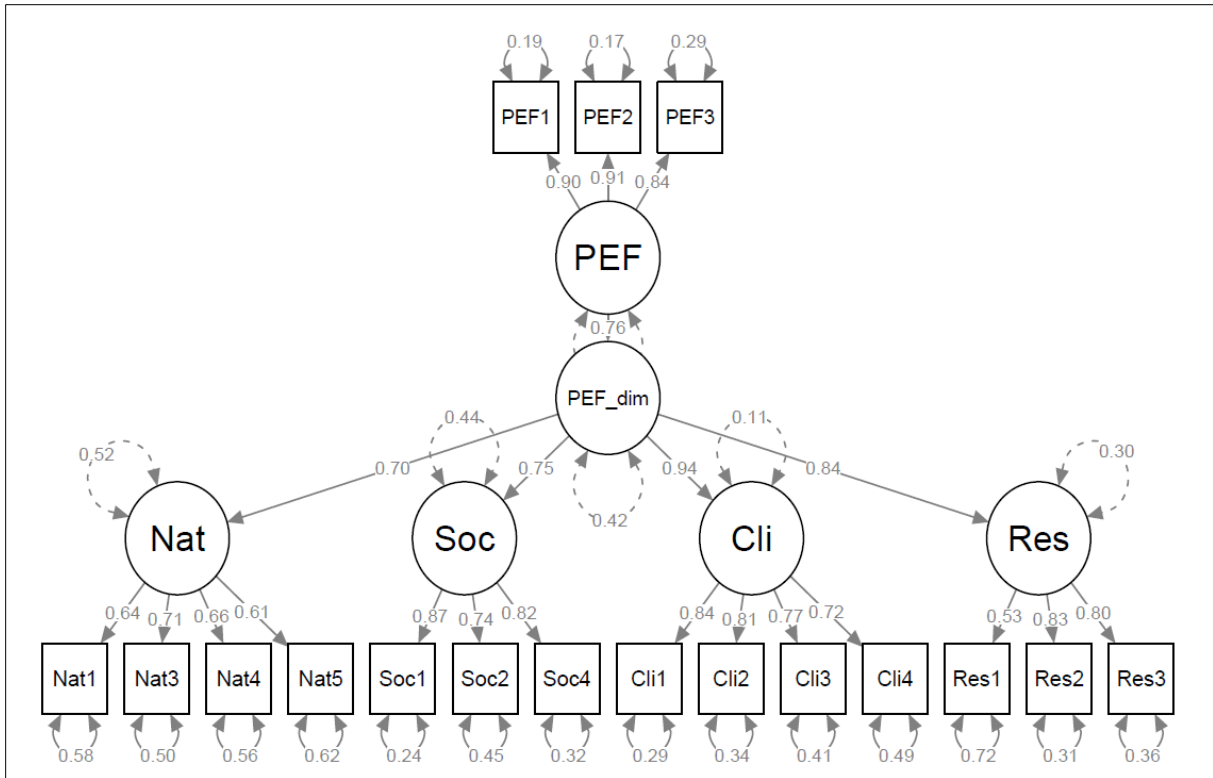 0.19 0.17 0.29
PEF1 PEF2 PEF3
0.90 0.91 0.84
PEF
0.76
PEF_dim
0.44 0.11
0.52 0.70 0.75 0.94 0.84 0.30
0.42
Nat Soc Cli Res
0.64 0.71 0.66 0.61 0.87 0.74 0.82 0.84 0.81 0.77 0.72 0.53 0.83 0.80
Nat1 Nat3 Nat4 Nat5 Soc1 Soc2 Soc4 Cli1 Cli2 Cli3 Cli4 Res1 Res2 Res3
0.58 0.50 0.56 0.62 0.24 0.45 0.32 0.29 0.34 0.41 0.49 0.72 0.31 0.36